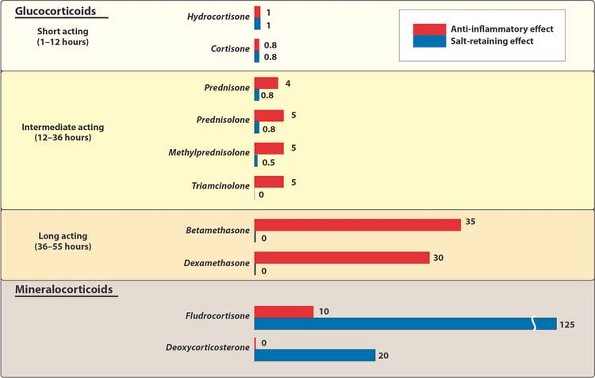 Glucocorticoids
Short acting
(1–12 hours)
Hydrocortisone
1
1
Cortisone
0.8
0.8
Anti-inflammatory effect
Salt-retaining effect
Intermediate acting
(12–36 hours)
Prednisone
4
0.8
Prednisolone
5
0.8
Methylprednisolone
5
0.5
Triamcinolone
5
0
Long acting
(36–55 hours)
Betamethasone
35
0
Dexamethasone
30
0
Mineralocorticoids
Fludrocortisone
10
125
Deoxycorticosterone
0
20